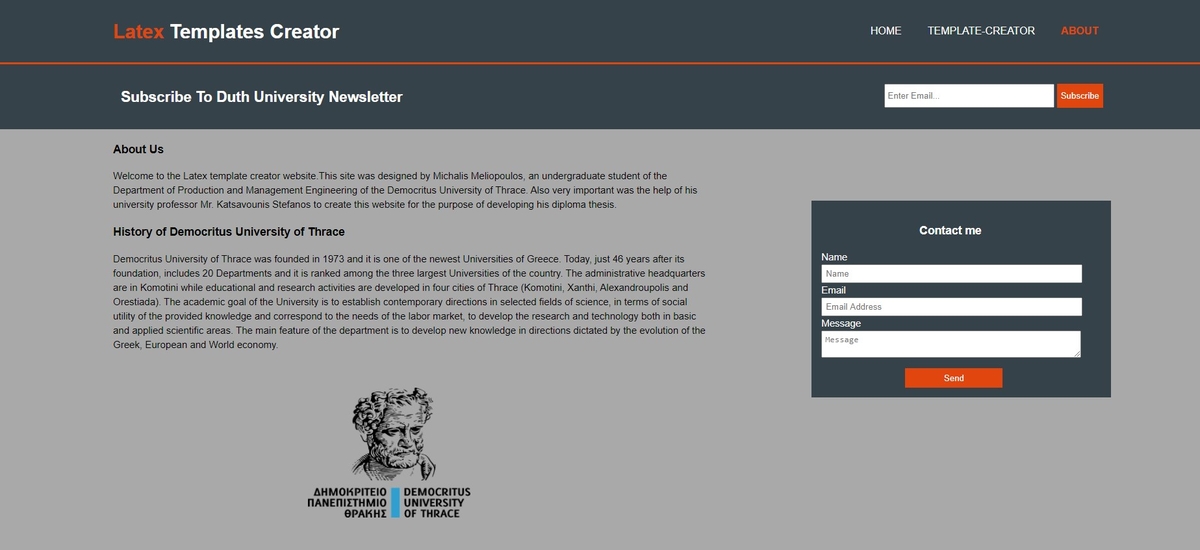 Latex Templates Creator
HOME TEMPLATE-CREATOR ABOUT
Subscribe To Duth University Newsletter
Enter Email... Subscribe
About Us
Welcome to the Latex template creator website.This site was designed by Michalis Meliopoulos, an undergraduate student of the
Department of Production and Management Engineering of the Democritus University of Thrace. Also very important was the help of his
university professor Mr. Katsavounis Stefanos to create this website for the purpose of developing his diploma thesis.
History of Democritus University of Thrace
Democritus University of Thrace was founded in 1973 and it is one of the newest Universities of Greece. Today, just 46 years after its
foundation, includes 20 Departments and it is ranked among the three largest Universities of the country. The administrative headquarters
are in Komotini while educational and research activities are developed in four cities of Thrace (Komotini, Xanthi, Alexandroupolis and
Orestiada). The academic goal of the University is to establish contemporary directions in selected fields of science, in terms of social
utility of the provided knowledge and correspond to the needs of the labor market, to develop the research and technology both in basic
and applied scientific areas. The main feature of the department is to develop new knowledge in directions dictated by the evolution of the
Greek, European and World economy.
ΔΗΜΟΚΡΙΤΕΙΟ
ΠΑΝΕΠΙΣΤΗΜΙΟ
ΘΡΑΚΗΣ
DEMOCRITUS
UNIVERSITY
OF THRACE
Contact me
Name
Name
Email
Email Address
Message
Message
Send